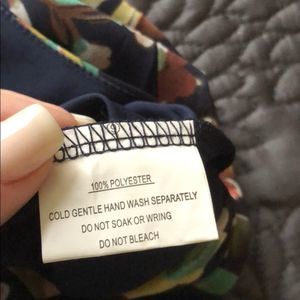 100% POLYESTER
COLD GENTLE HAND WASH SEPARATELY
DO NOT SOAK OR WRING
DO NOT BLEACH